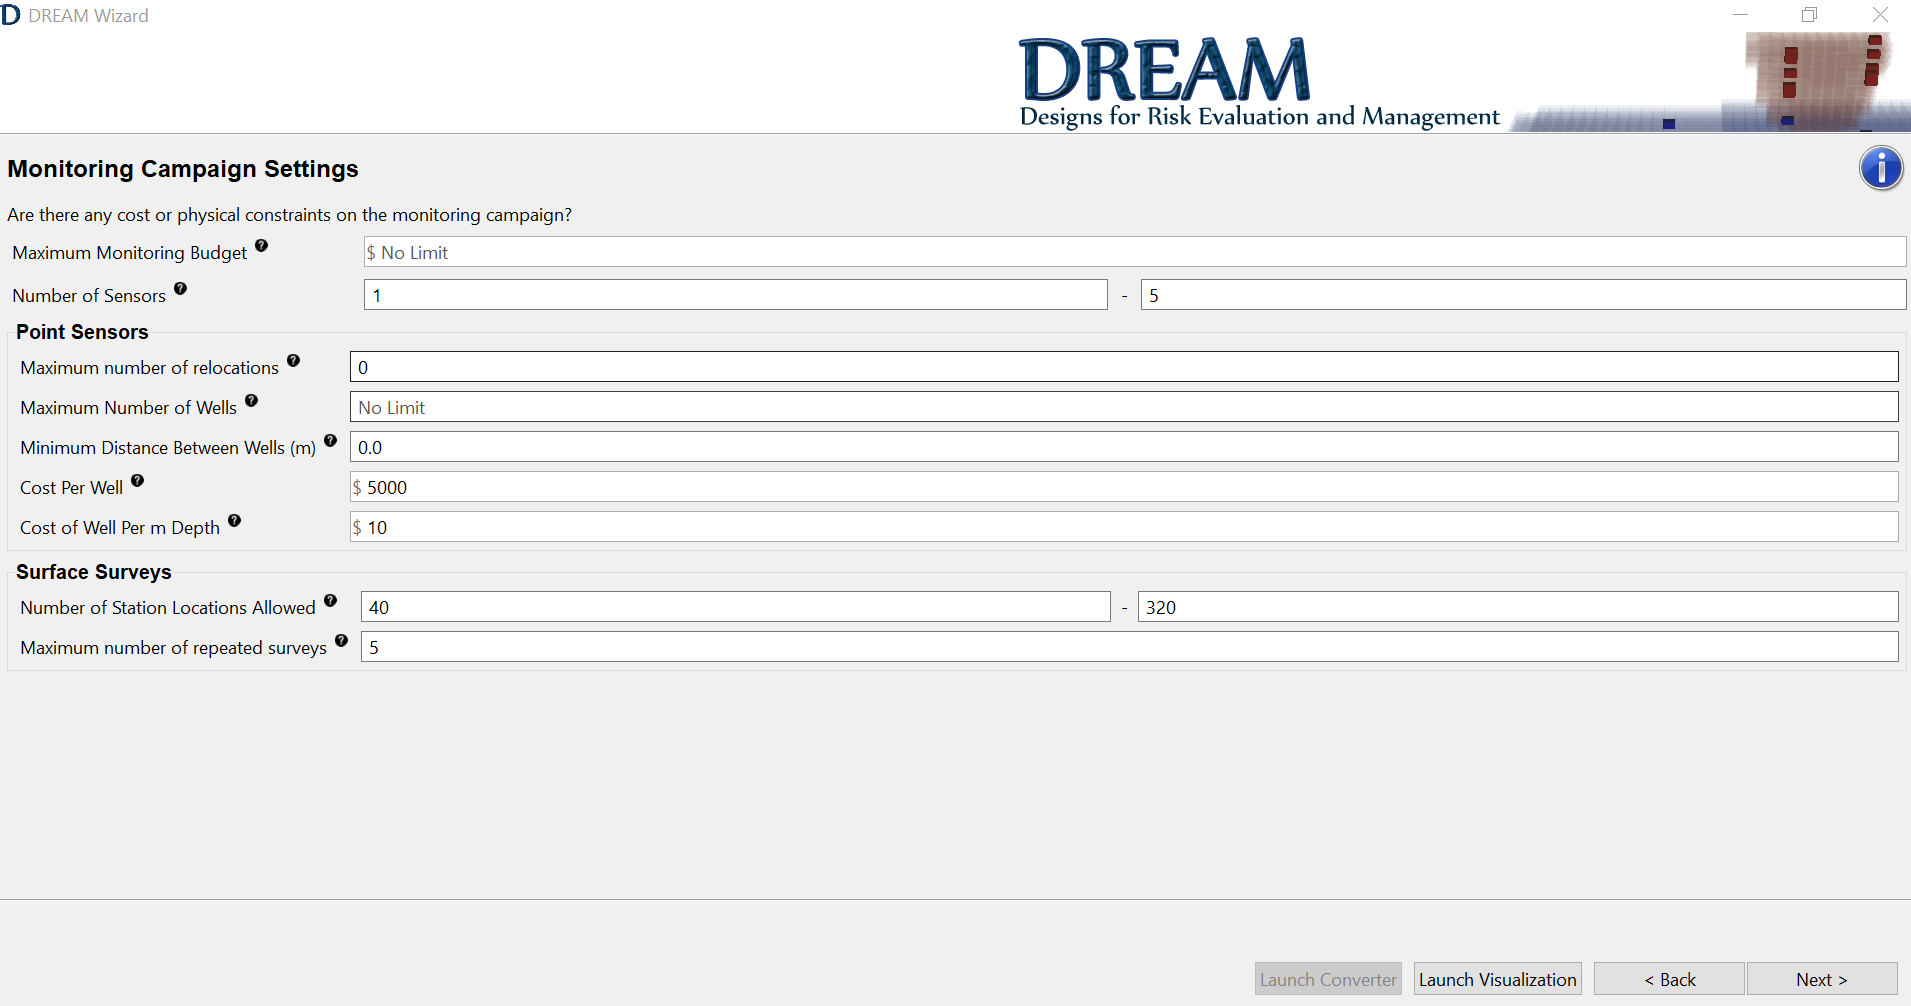 D DREAM Wizard
DREAM
Designs for Risk Evaluation and Management
Monitoring Campaign Settings
i
Are there any cost or physical constraints on the monitoring campaign?
Maximum Monitoring Budget ? $ No Limit
Number of Sensors ? 1 - 5
Point Sensors
Maximum number of relocations ? 0
Maximum Number of Wells ? No Limit
Minimum Distance Between Wells (m) ? 0.0
Cost Per Well ? $ 5000
Cost of Well Per m Depth ? $ 10
Surface Surveys
Number of Station Locations Allowed ? 40 - 320
Maximum number of repeated surveys ? 5
Launch Converter Launch Visualization < Back Next >